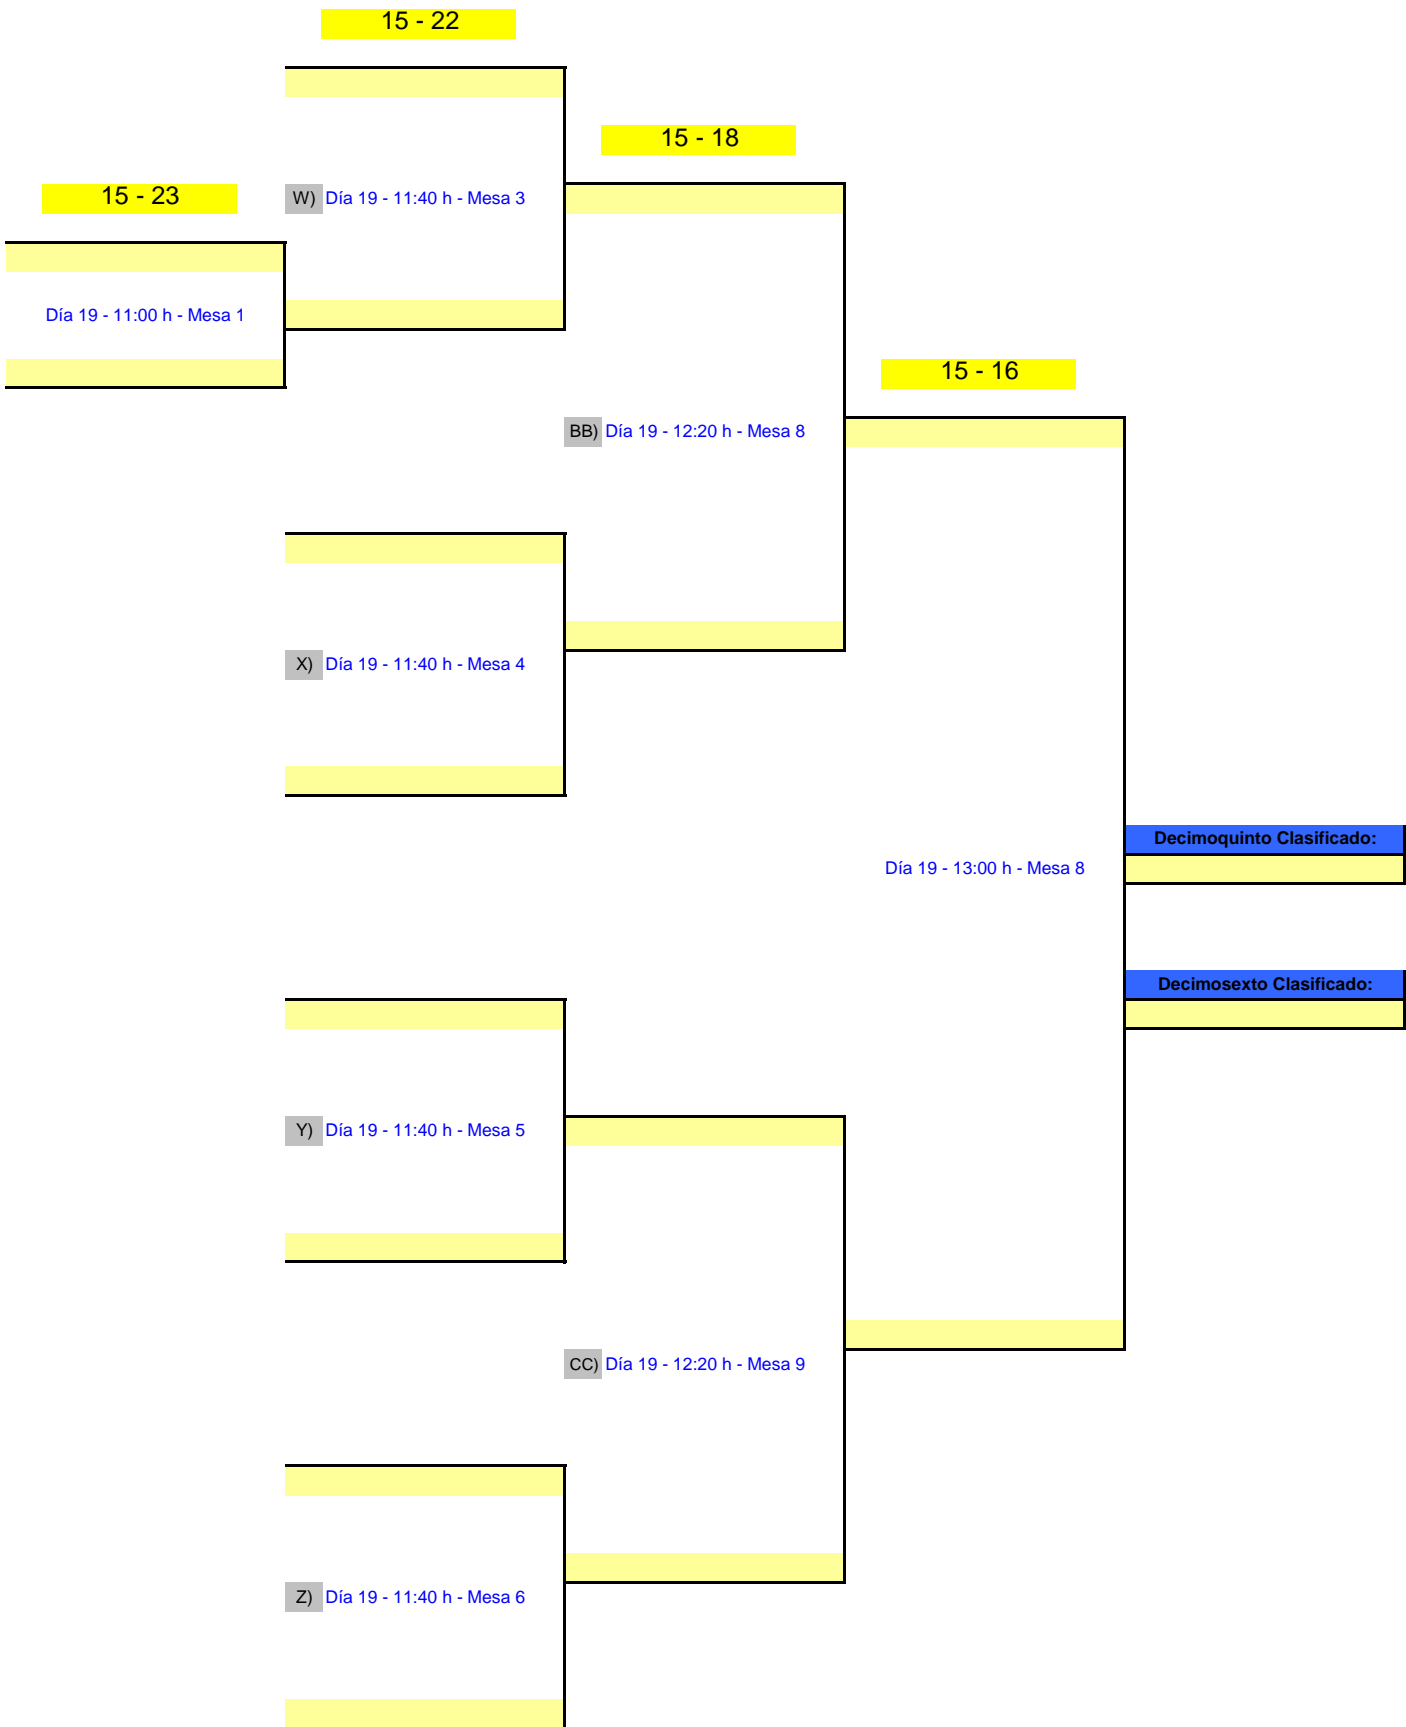 15 - 22
15 - 18
15 - 23
W) Día 19 - 11:40 h - Mesa 3
Día 19 - 11:00 h - Mesa 1
15 - 16
BB) Día 19 - 12:20 h - Mesa 8
X) Día 19 - 11:40 h - Mesa 4
Decimoquinto Clasificado:
Día 19 - 13:00 h - Mesa 8
Decimosexto Clasificado:
Y) Día 19 - 11:40 h - Mesa 5
CC) Día 19 - 12:20 h - Mesa 9
Z) Día 19 - 11:40 h - Mesa 6